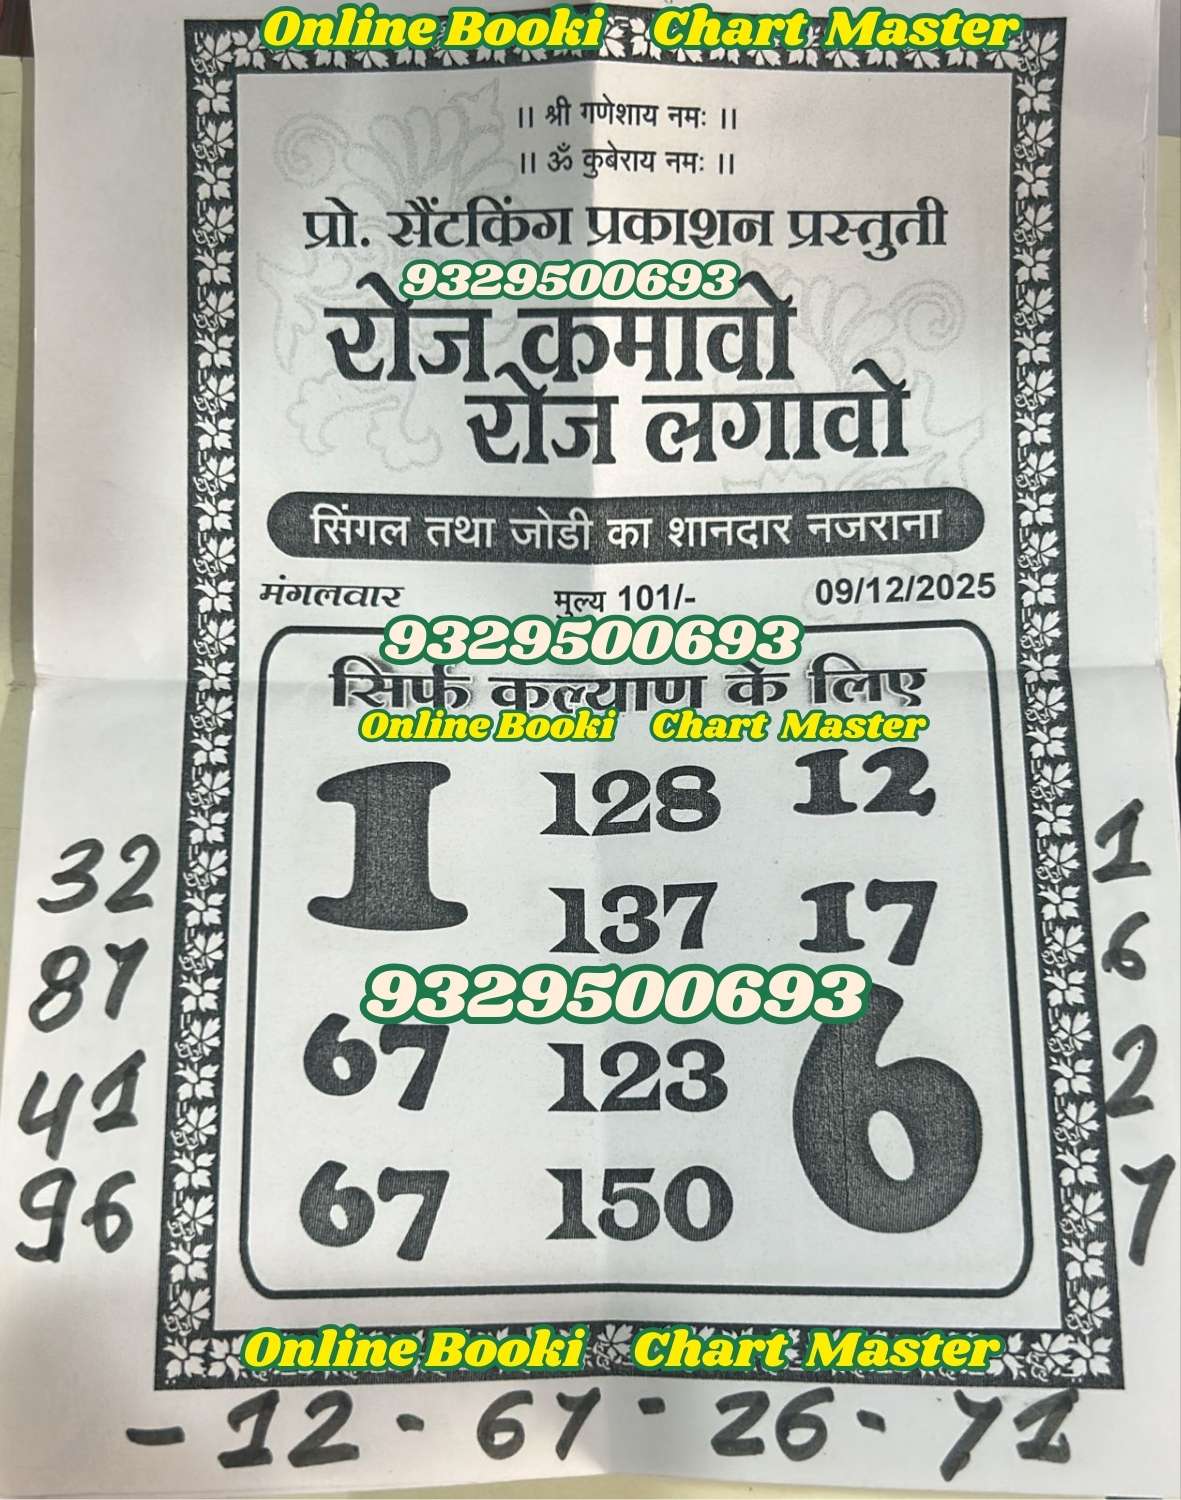 Online Booki Chart Master
।। श्री गणेशाय नमः ।।
।। ॐ कुबेराय नमः ।।
प्रो. सैंटकिंग प्रकाशन प्रस्तुती
9329500693
रोज कमावो
रोज लगावो
सिंगल तथा जोडी का शानदार नजराना
मंगलवार मुल्य 101/- 09/12/2025
9329500693
सिर्फ कल्याण के लिए
Online Booki Chart Master
1 128 12
137 17
9329500693
67 123 6
67 150
32
87
41
96
1
6
2
7
Online Booki Chart Master
- 12 - 67 - 26 - 71